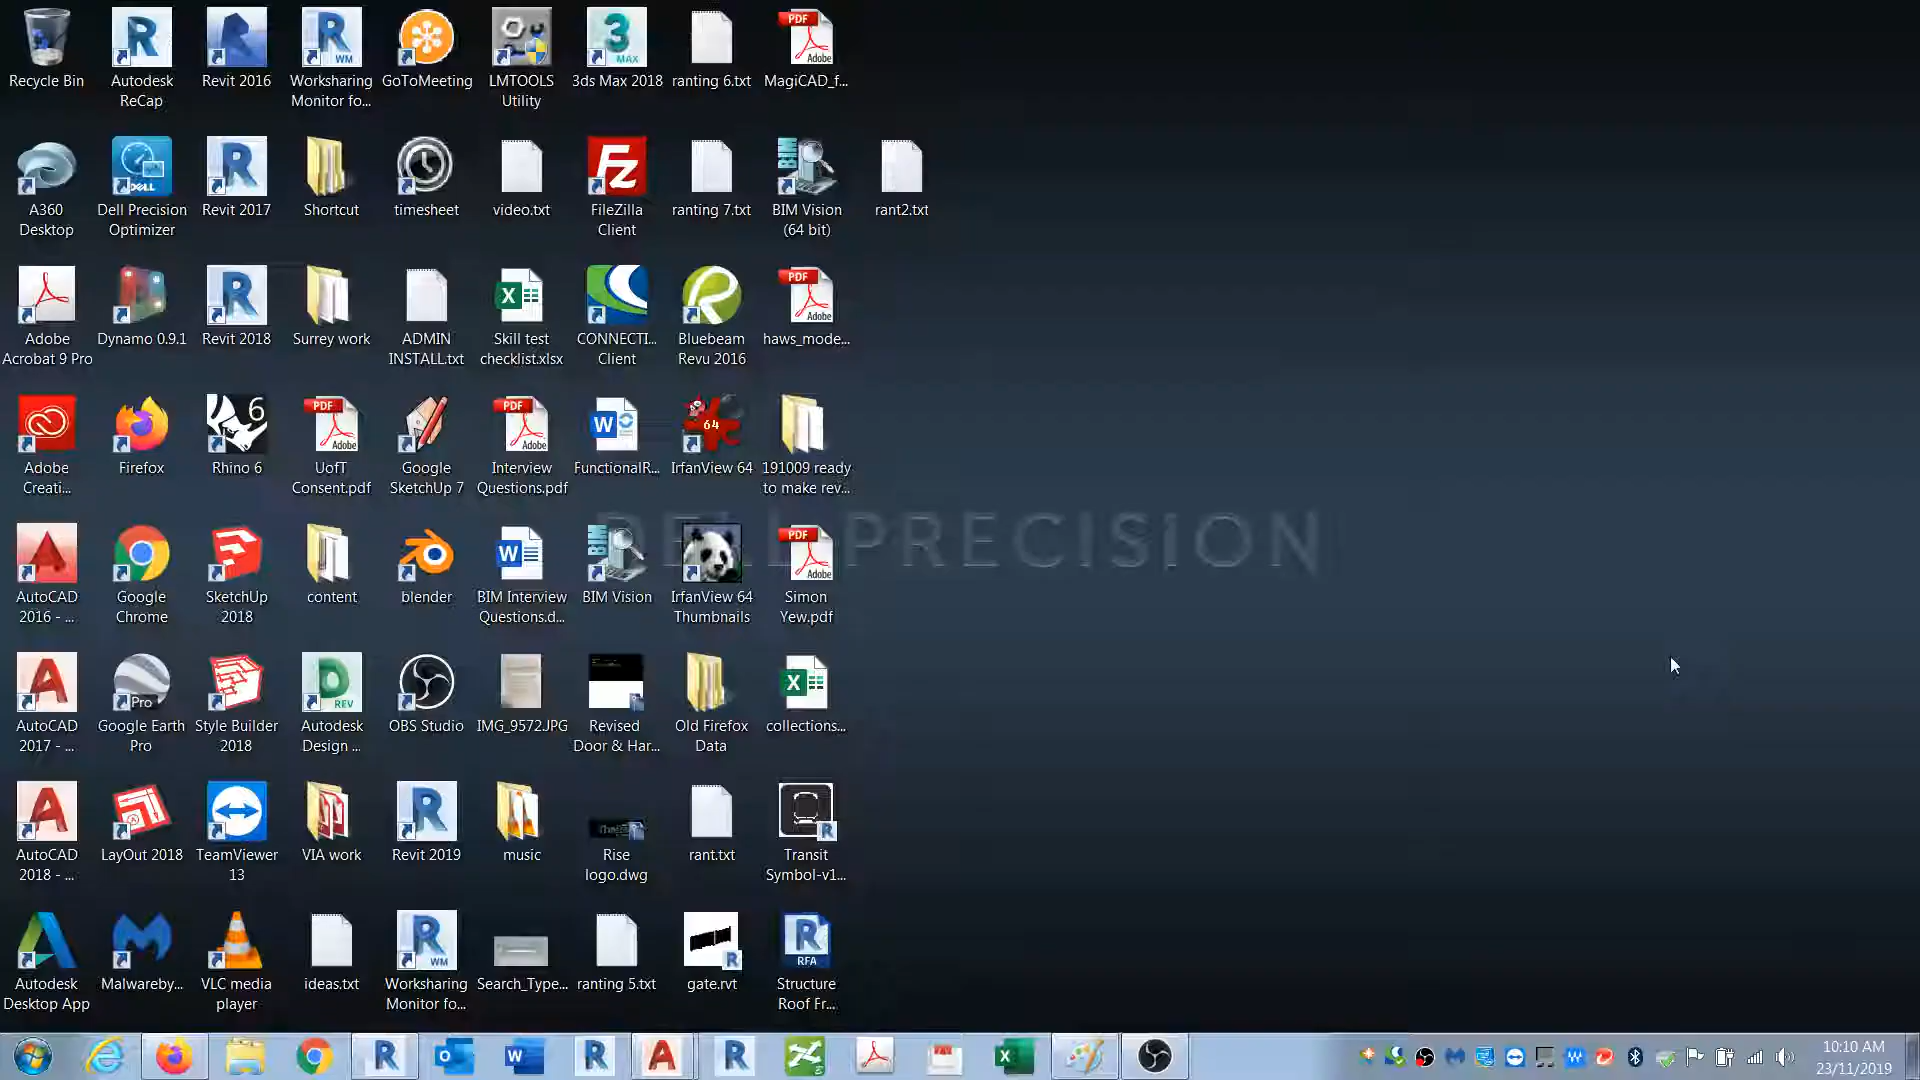 Recycle Bin
Autodesk
ReCap
Revit 2016
Worksharing
Monitor fo...
GoToMeeting
LMTOOLS
Utility
3ds Max 2018
ranting 6.txt
MagiCAD_f...
A360
Desktop
Dell Precision
Optimizer
Revit 2017
Shortcut
timesheet
video.txt
FileZilla
Client
ranting 7.txt
BIM Vision
(64 bit)
rant2.txt
Adobe
Acrobat 9 Pro
Dynamo 0.9.1
Revit 2018
Surrey work
ADMIN
INSTALL.txt
Skill test
checklist.xlsx
CONNECTI...
Client
Bluebeam
Revu 2016
haws_mode...
Adobe
Creati...
Firefox
Rhino 6
UofT
Consent.pdf
Google
SketchUp 7
Interview
Questions.pdf
FunctionalR...
IrfanView 64
191009 ready
to make rev...
DELL PRECISION
AutoCAD
2016 - ...
Google
Chrome
SketchUp
2018
content
blender
BIM Interview
Questions.d...
BIM Vision
IrfanView 64
Thumbnails
Simon
Yew.pdf
AutoCAD
2017 - ...
Google Earth
Pro
Style Builder
2018
Autodesk
Design ...
OBS Studio
IMG_9572.JPG
Revised
Door & Har...
Old Firefox
Data
collections...
AutoCAD
2018 - ...
LayOut 2018
TeamViewer
13
VIA work
Revit 2019
music
Rise
logo.dwg
rant.txt
Transit
Symbol-v1...
Autodesk
Desktop App
Malwareby...
VLC media
player
ideas.txt
Worksharing
Monitor fo...
Search_Type...
ranting 5.txt
gate.rvt
Structure
Roof Fr...
10:10 AM
23/11/2019